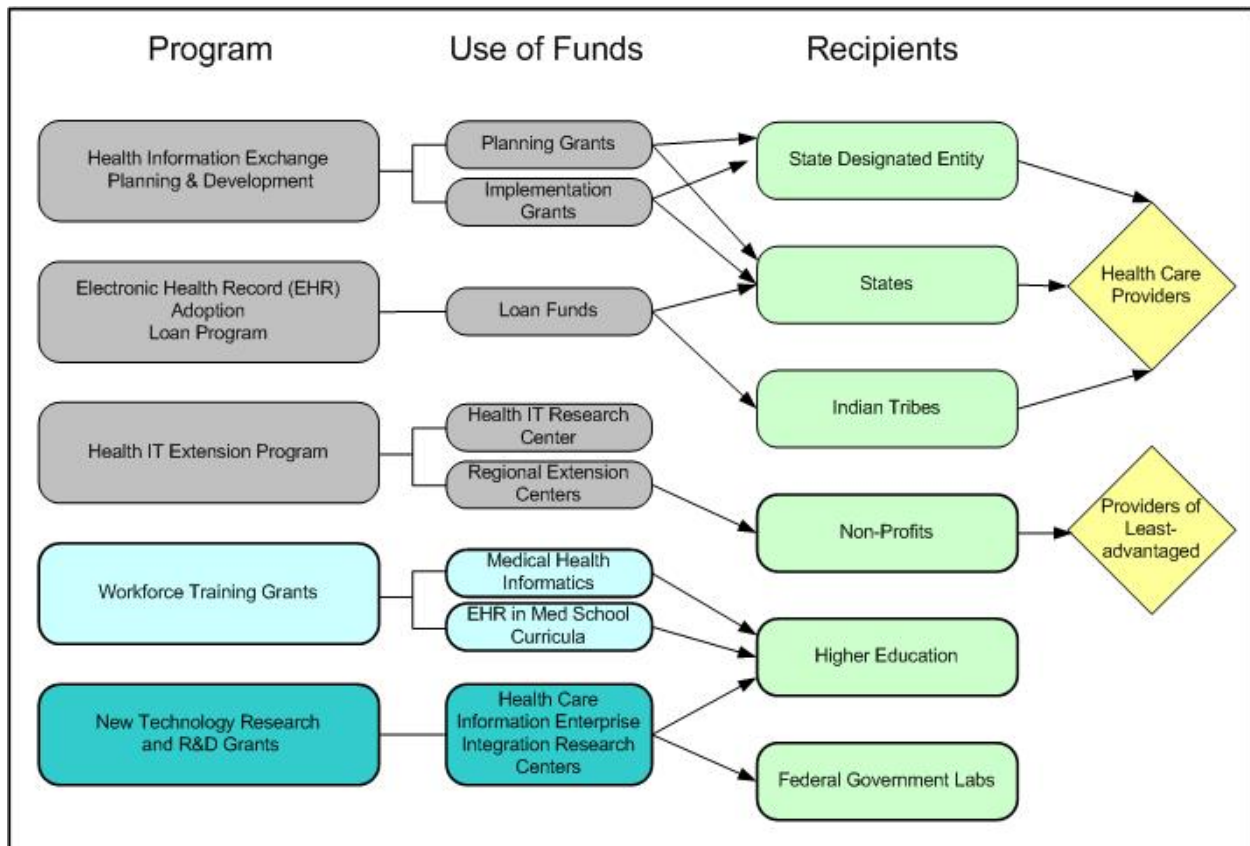 Program
Use of Funds
Recipients
Health Information Exchange
Planning & Development
Planning Grants
Implementation
Grants
State Designated Entity
Electronic Health Record (EHR)
Adoption
Loan Program
Loan Funds
States
Health Care
Providers
Indian Tribes
Health IT Extension Program
Health IT Research
Center
Regional Extension
Centers
Non-Profits
Providers of
Least-
advantaged
Workforce Training Grants
Medical Health
Informatics
EHR in Med School
Curricula
Higher Education
New Technology Research
and R&D Grants
Health Care
Information Enterprise
Integration Research
Centers
Federal Government Labs